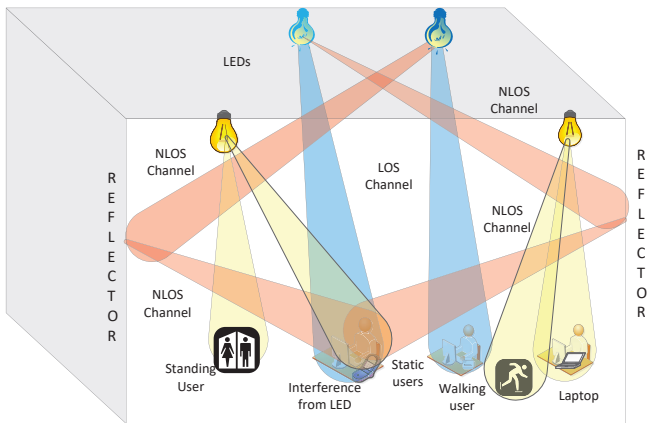 LEDs
NLOS
Channel
NLOS
Channel
LOS
Channel
NLOS
Channel
R
E
F
L
E
C
T
O
R
R
E
F
L
E
C
T
O
R
NLOS
Channel
Standing
User
Interference
from LED
Static
users
Walking
user
Laptop